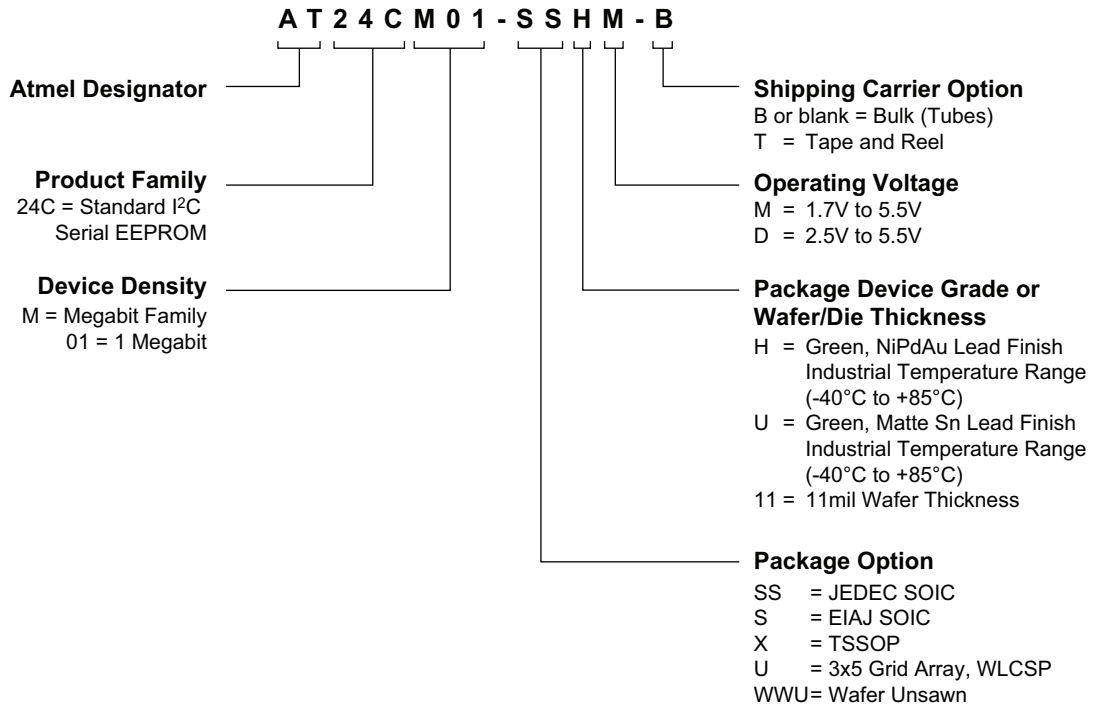 AT24CM01-SSHM-B
Atmel Designator
Product Family
24C = Standard I²C
Serial EEPROM
Device Density
M = Megabit Family
01 = 1 Megabit
Shipping Carrier Option
B or blank = Bulk (Tubes)
T = Tape and Reel
Operating Voltage
M = 1.7V to 5.5V
D = 2.5V to 5.5V
Package Device Grade or
Wafer/Die Thickness
H = Green, NiPdAu Lead Finish
Industrial Temperature Range
(-40°C to +85°C)
U = Green, Matte Sn Lead Finish
Industrial Temperature Range
(-40°C to +85°C)
11 = 11mil Wafer Thickness
Package Option
SS = JEDEC SOIC
S = EIAJ SOIC
X = TSSOP
U = 3x5 Grid Array, WLCSP
WWU= Wafer Unsawn